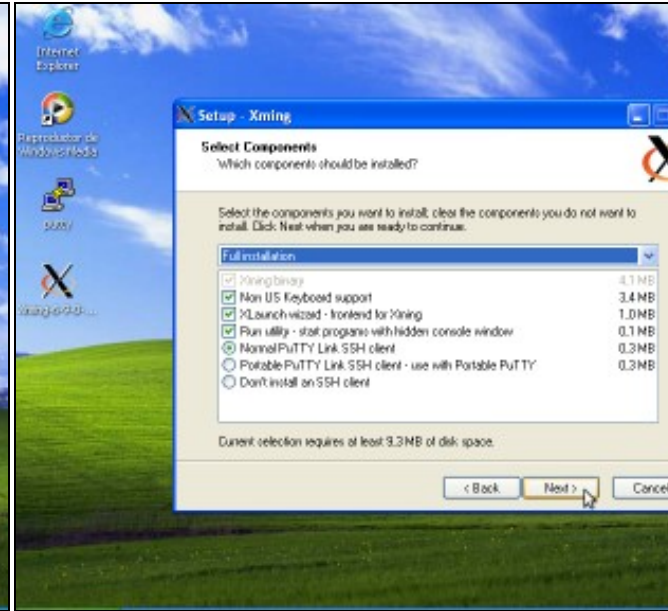 Internet
Explorer
Reproductor de
Windows Media
putty
Setup - Xming
Select Components
Which components should be installed?
Select the components you want to install; clear the components you do not want to
install. Click Next when you are ready to continue.
Full installation
Xming binary 4.1 MB
Non US Keyboard support 3.4 MB
XLaunch wizard - frontend for Xming 1.0 MB
Run utility - start programs with hidden console window 0.1 MB
Normal PuTTY Link SSH client 0.3 MB
Portable PuTTY Link SSH client - use with Portable PuTTY 0.3 MB
Don't install an SSH client
Current selection requires at least 9.3 MB of disk space.
< Back Next > Cancel